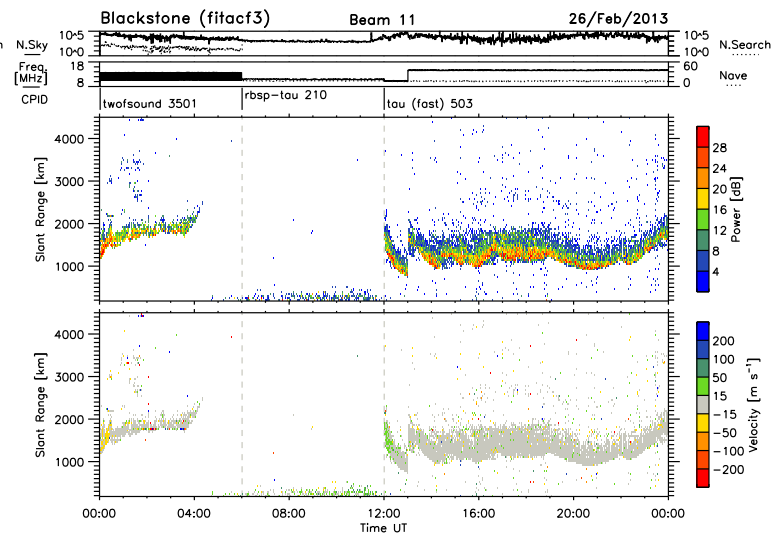 Blackstone (fitacf3) Beam 11 26/Feb/2013
n N.Sky 10^5 10^0 10^5 10^0 N.Search
Freq. [MHz] 18 8 60 0 Nave
CPID twofsound 3501 rbsp-tau 210 tau (fast) 503
Slant Range [km] 4000 3000 2000 1000
28 24 20 16 12 8 4 Power [dB]
Slant Range [km] 4000 3000 2000 1000
200 100 50 15 -15 -50 -100 -200 Velocity [m s⁻¹]
00:00 04:00 08:00 12:00 16:00 20:00 00:00
Time UT